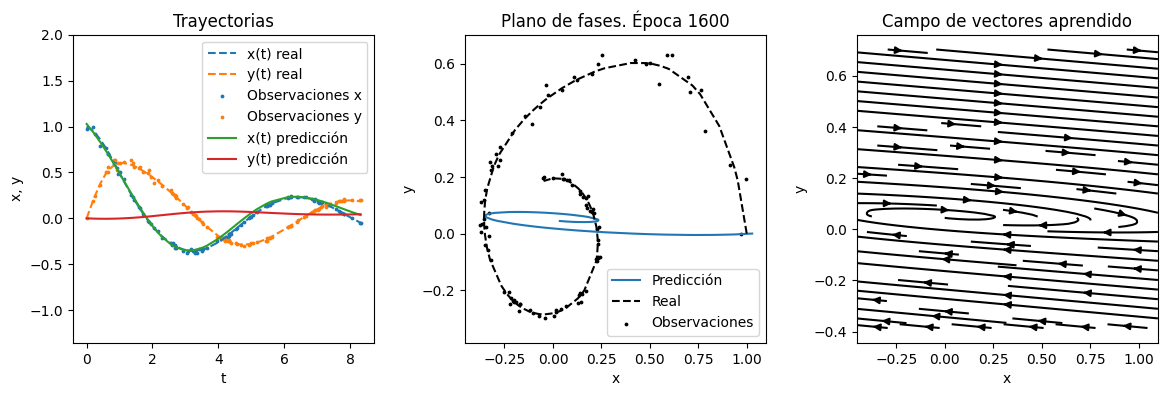 Trayectorias
x(t) real
y(t) real
Observaciones x
Observaciones y
x(t) predicción
y(t) predicción
2.0
1.5
1.0
0.5
0.0
−0.5
−1.0
x, y
0 2 4 6 8
t
Plano de fases. Época 1600
0.6
0.4
0.2
0.0
−0.2
y
Predicción
Real
Observaciones
−0.25 0.00 0.25 0.50 0.75 1.00
x
Campo de vectores aprendido
0.6
0.4
0.2
0.0
−0.2
−0.4
y
−0.25 0.00 0.25 0.50 0.75 1.00
x